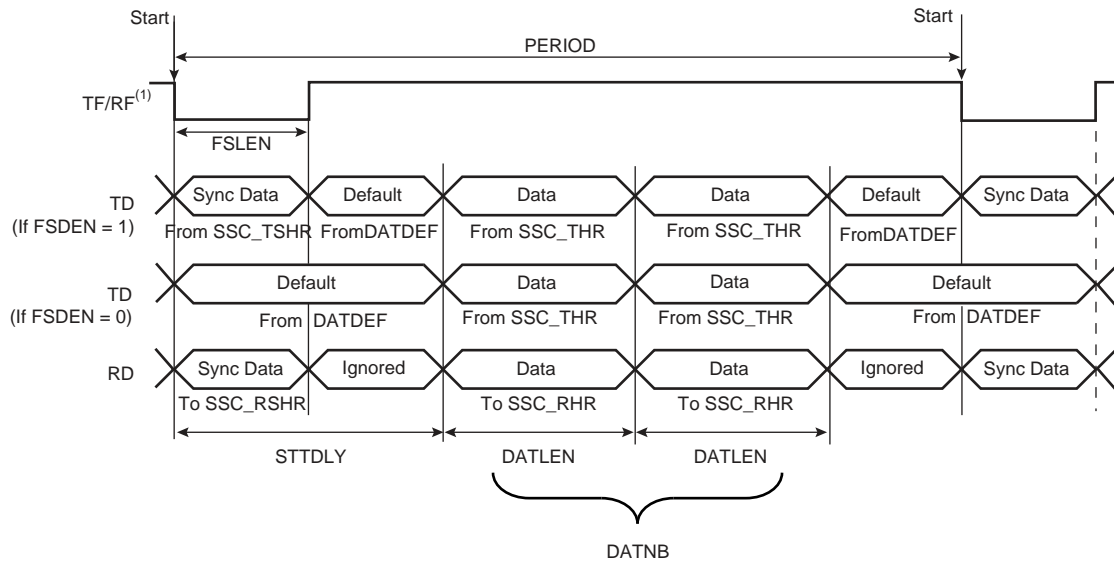 Start
Start
PERIOD
TF/RF(1)
FSLEN
TD
(If FSDEN = 1)
Sync Data
Default
Data
Data
Default
Sync Data
From SSC_TSHR
FromDATDEF
From SSC_THR
From SSC_THR
FromDATDEF
TD
(If FSDEN = 0)
Default
Data
Data
Default
From DATDEF
From SSC_THR
From SSC_THR
From DATDEF
RD
Sync Data
Ignored
Data
Data
Ignored
Sync Data
To SSC_RSHR
To SSC_RHR
To SSC_RHR
STTDLY
DATLEN
DATLEN
DATNB